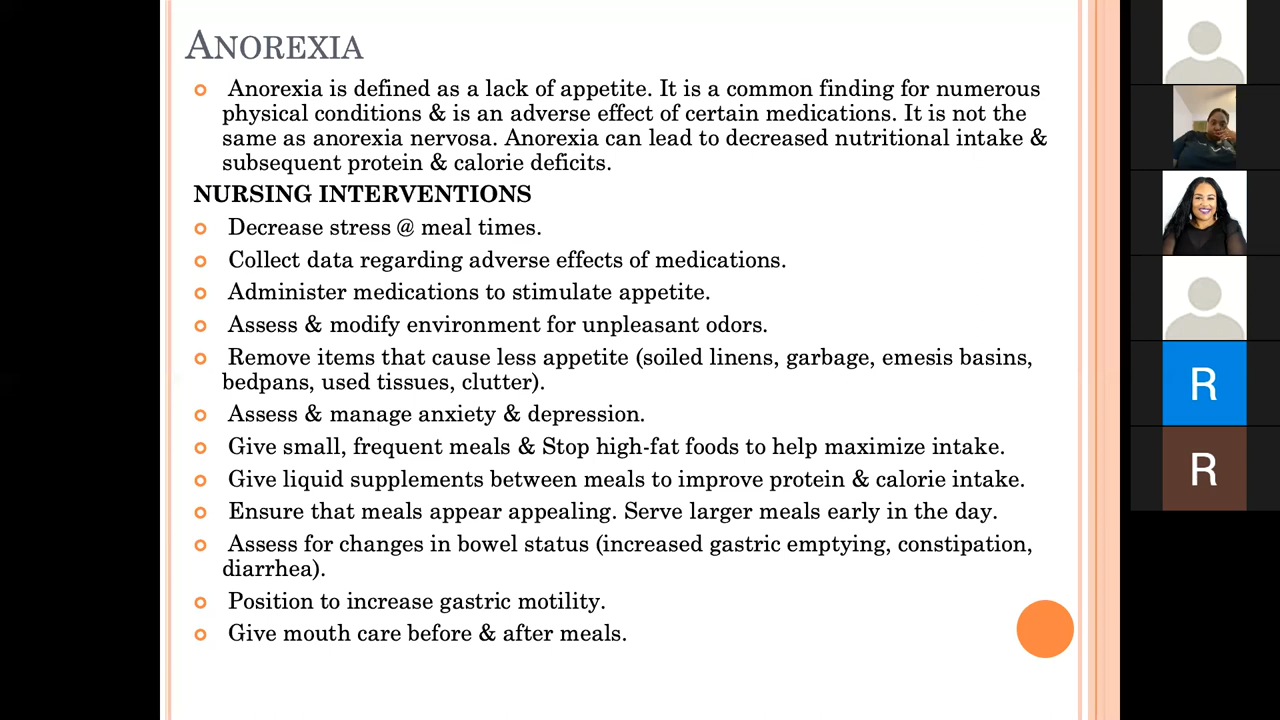 ANOREXIA
Anorexia is defined as a lack of appetite. It is a common finding for numerous
physical conditions & is an adverse effect of certain medications. It is not the
same as anorexia nervosa. Anorexia can lead to decreased nutritional intake &
subsequent protein & calorie deficits.
NURSING INTERVENTIONS
Decrease stress @ meal times.
Collect data regarding adverse effects of medications.
Administer medications to stimulate appetite.
Assess & modify environment for unpleasant odors.
Remove items that cause less appetite (soiled linens, garbage, emesis basins,
bedpans, used tissues, clutter).
Assess & manage anxiety & depression.
Give small, frequent meals & Stop high-fat foods to help maximize intake.
Give liquid supplements between meals to improve protein & calorie intake.
Ensure that meals appear appealing. Serve larger meals early in the day.
Assess for changes in bowel status (increased gastric emptying, constipation,
diarrhea).
Position to increase gastric motility.
Give mouth care before & after meals.
R
R